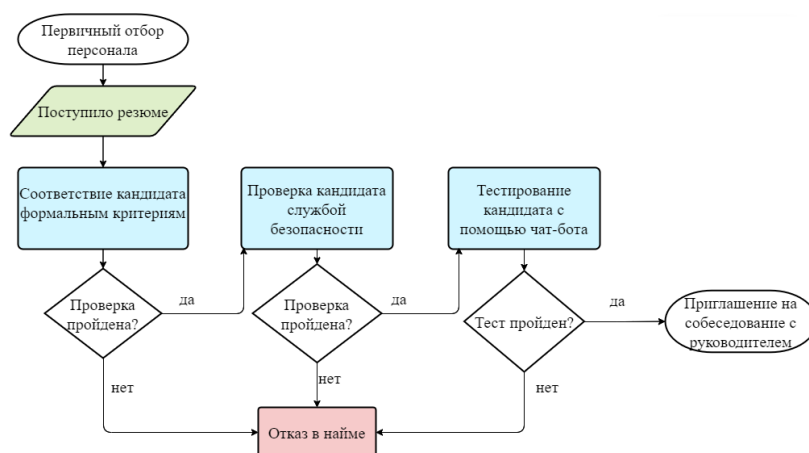 Первичный отбор
персонала
Поступило резюме
Соответствие кандидата
формальным критериям
Проверка кандидата
службой
безопасности
Тестирование
кандидата с
помощью чат-бота
Проверка
пройдена?
да
Проверка
пройдена?
да
Тест пройден?
да
Приглашение на
собеседование с
руководителем
нет
нет
нет
Отказ в найме